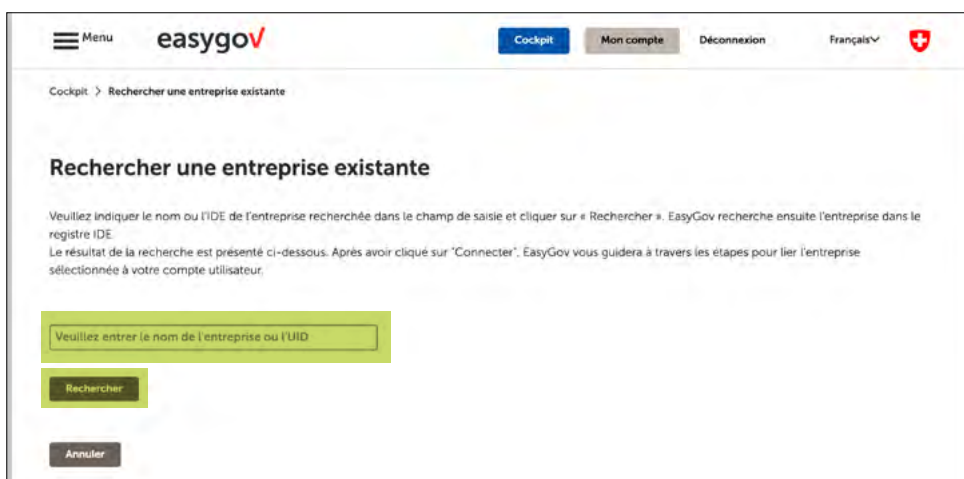 Menu easygov Cockpit Mon compte Déconnexion Français
Cockpit > Rechercher une entreprise existante
Rechercher une entreprise existante
Veuillez indiquer le nom ou l'IDE de l'entreprise recherchée dans le champ de saisie et cliquer sur « Rechercher ». EasyGov recherche ensuite l'entreprise dans le
registre IDE.
Le résultat de la recherche est présenté ci-dessous. Après avoir cliqué sur "Connecter", EasyGov vous guidera à travers les étapes pour lier l'entreprise
sélectionnée à votre compte utilisateur.
Veuillez entrer le nom de l'entreprise ou l'UID
Rechercher
Annuler